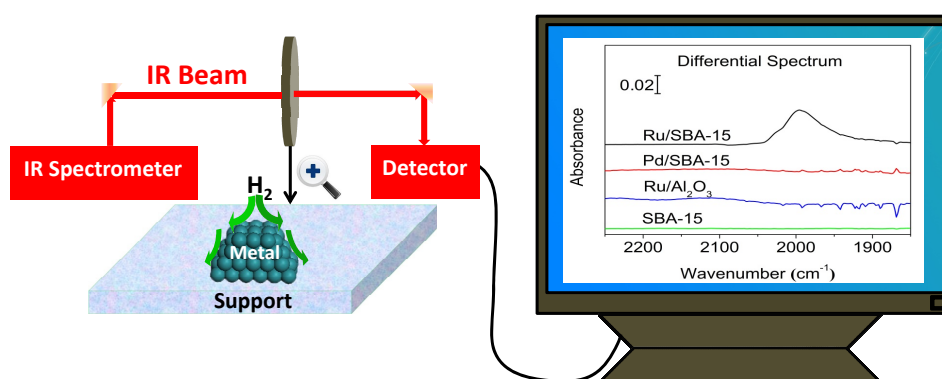 IR Beam
IR Spectrometer
Detector
H₂
Metal
Support
Differential Spectrum
0.02
Absorbance
Ru/SBA-15
Pd/SBA-15
Ru/Al₂O₃
SBA-15
2200 2100 2000 1900
Wavenumber (cm⁻¹)